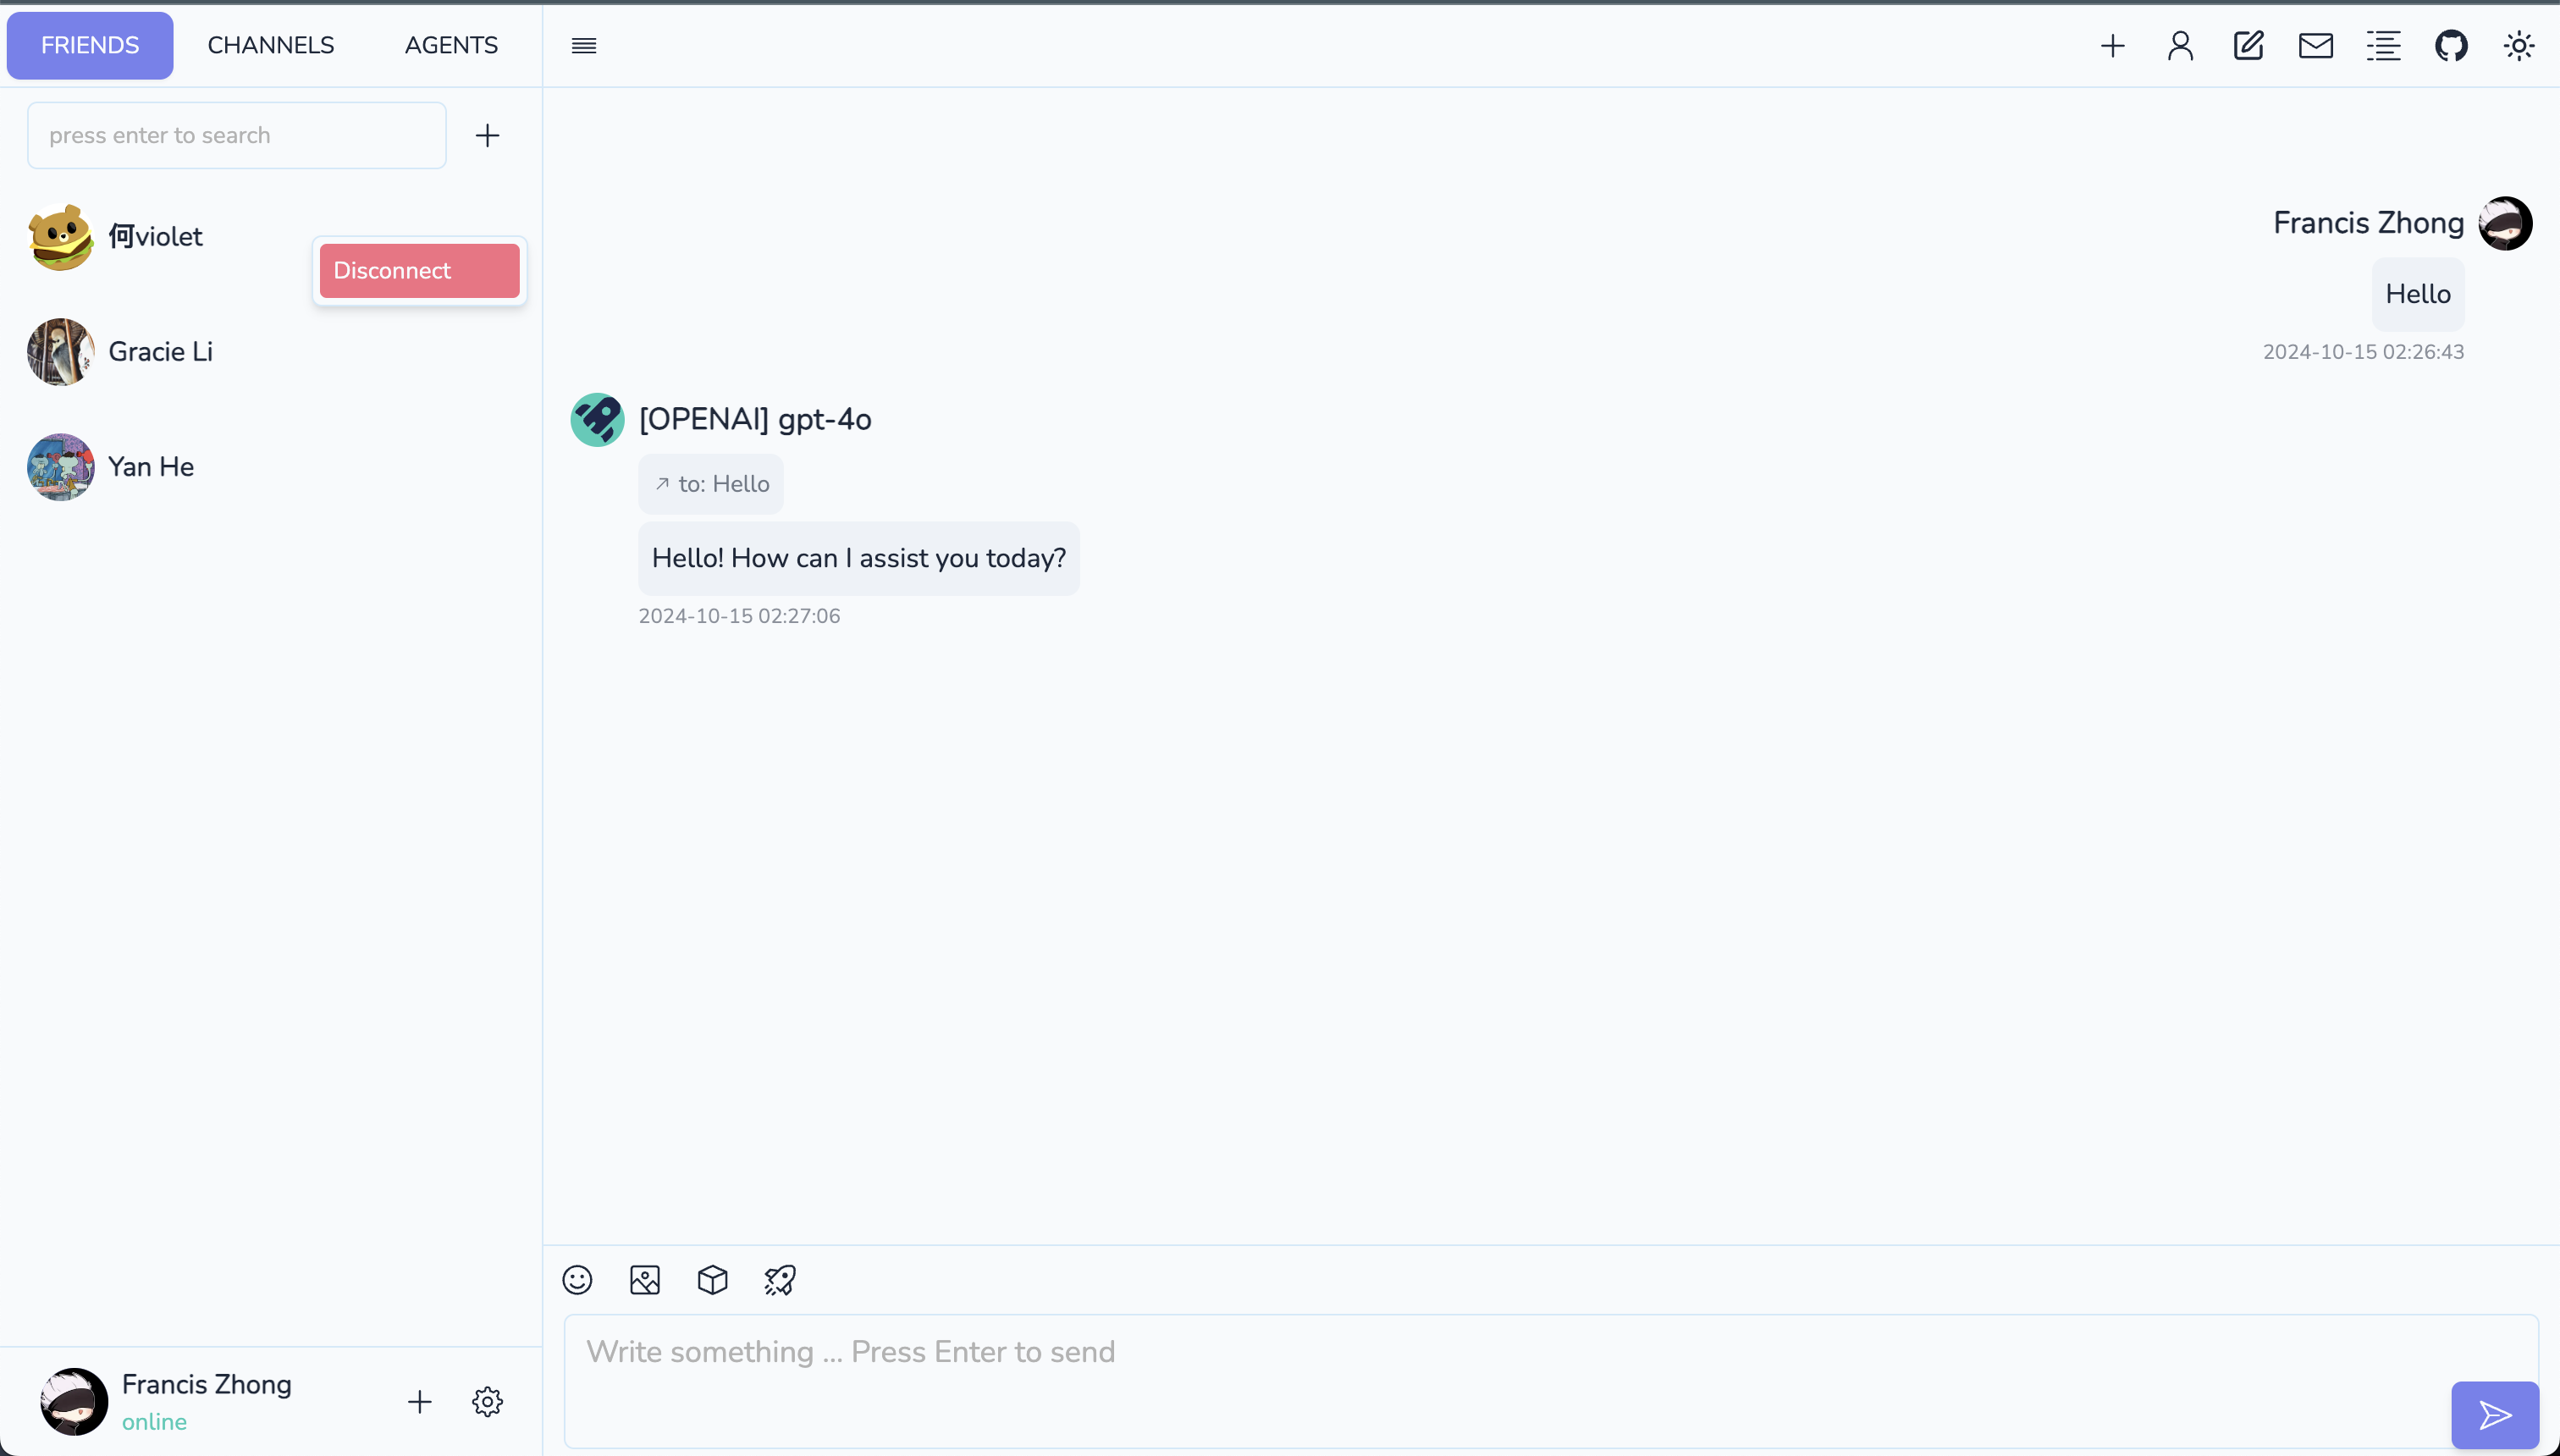 FRIENDS
CHANNELS
AGENTS
press enter to search
何violet
Disconnect
Gracie Li
Yan He
Francis Zhong
online
Francis Zhong
Hello
2024-10-15 02:26:43
[OPENAI] gpt-4o
to: Hello
Hello! How can I assist you today?
2024-10-15 02:27:06
Write something ... Press Enter to send